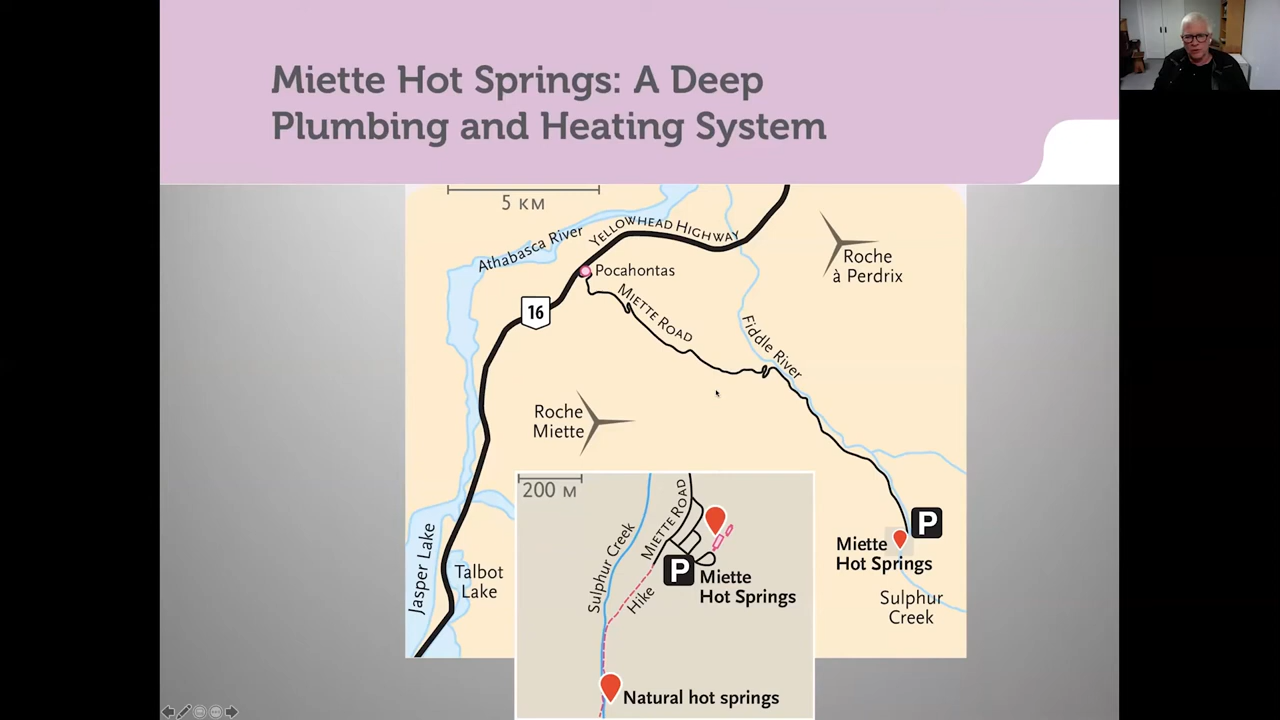 Miette Hot Springs: A Deep
Plumbing and Heating System
5 KM
Athabasca River
YELLOWHEAD HIGHWAY
Roche
à Perdrix
Pocahontas
16
MIETTE ROAD
Fiddle River
Roche
Miette
200 M
MIETTE ROAD
Sulphur Creek
P
Miette
Hot Springs
Hike
Natural hot springs
Jasper Lake
Talbot
Lake
P
Miette
Hot Springs
Sulphur
Creek